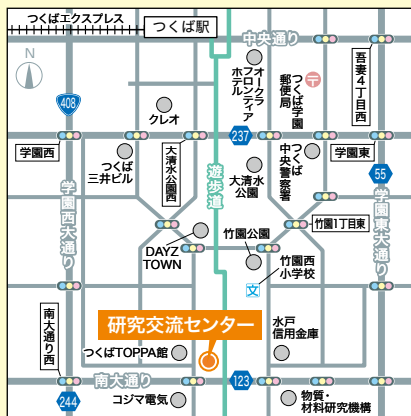 つくばエクスプレス
つくば駅
中央通り
N
オークラ
フロンティア
ホテル
つくば学園
郵便局
〒
吾妻4丁目西
408
クレオ
237
学園西
つくば
三井ビル
大清水公園西
遊歩道
大清水
公園
つくば
中央警察署
学園東
55
学園西大通り
学園東大通り
竹園1丁目東
DAYZ
TOWN
竹園公園
竹園西
小学校
文
南大通り西
研究交流センター
つくばTOPPA館
水戸
信用金庫
南大通り
123
244
コジマ電気
物質・
材料研究機構